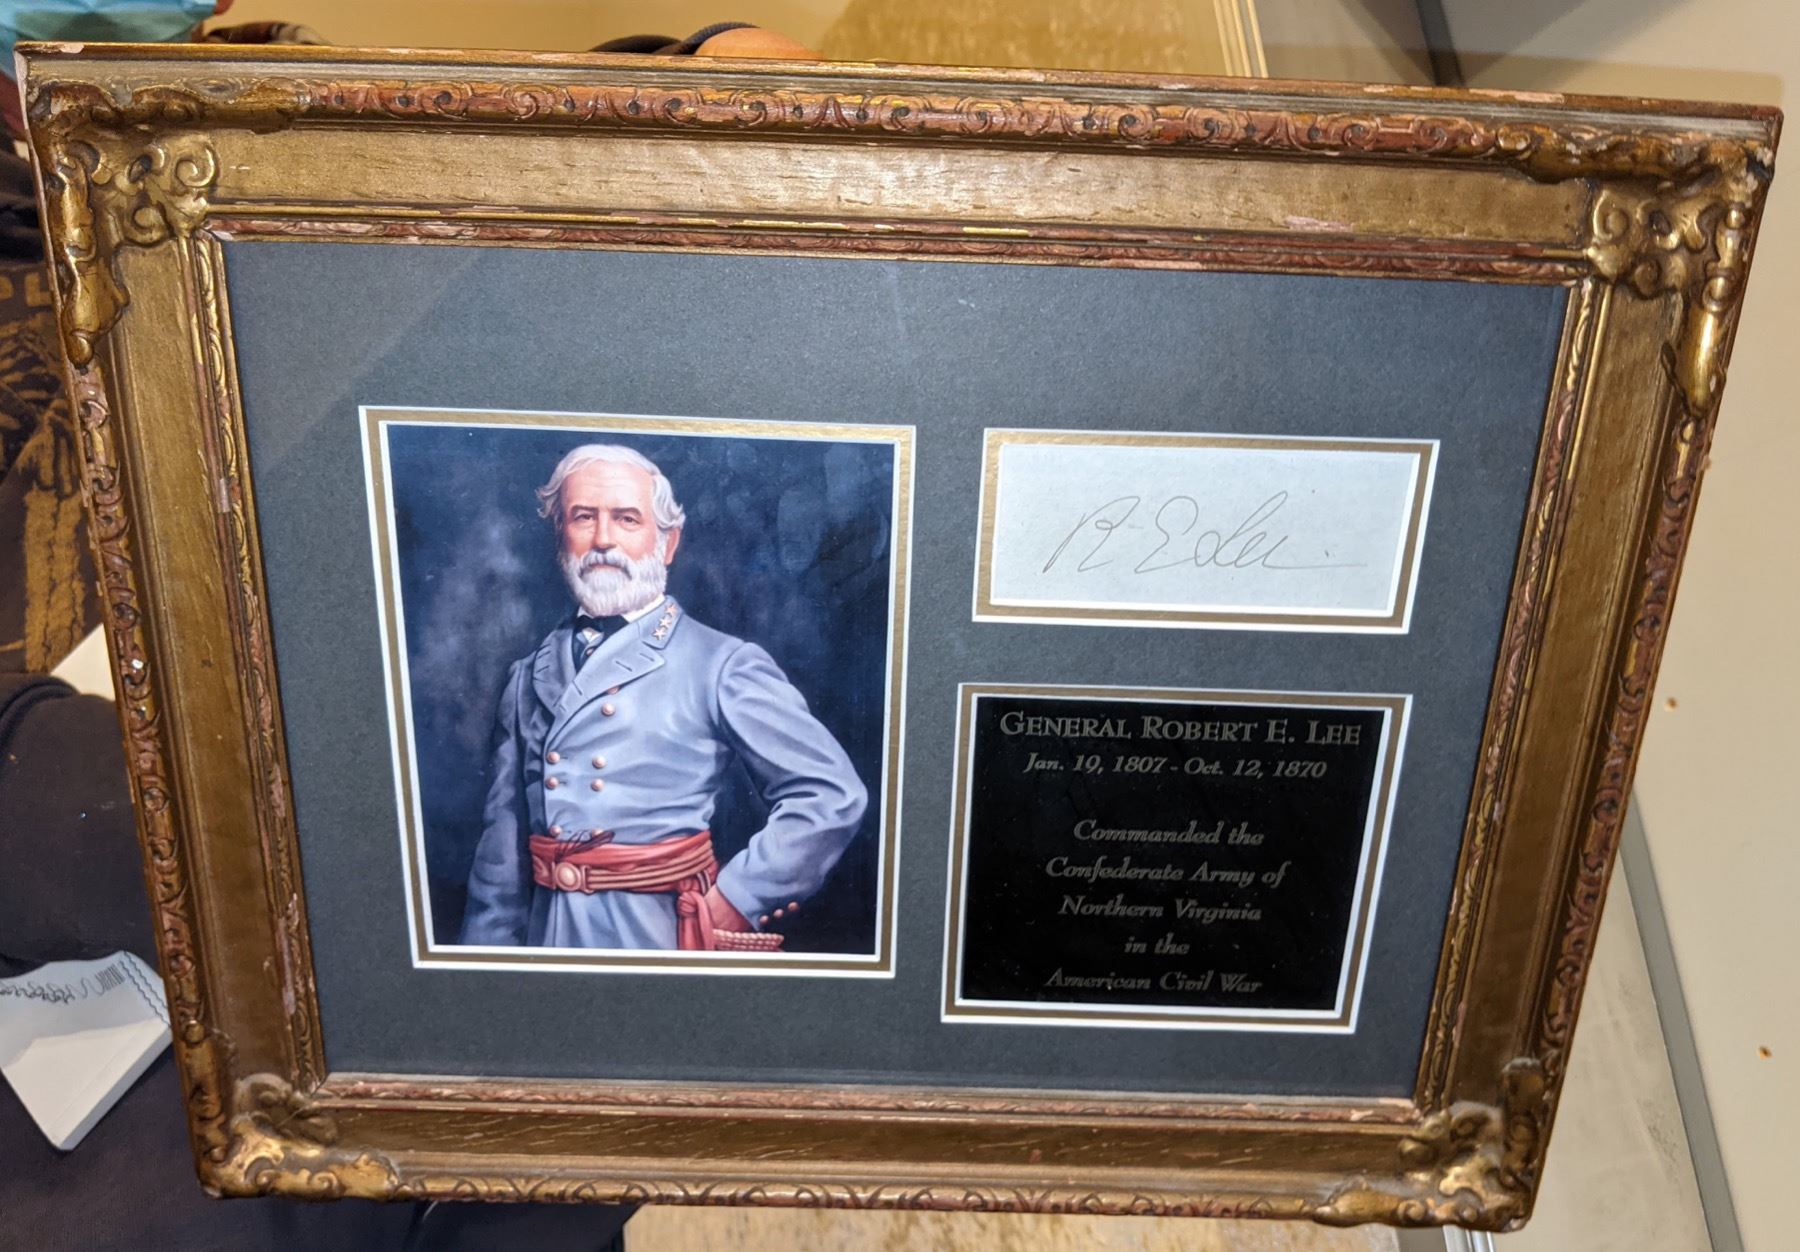 R E Lee
GENERAL ROBERT E. LEE
Jan. 19, 1807 - Oct. 12, 1870
Commanded the
Confederate Army of
Northern Virginia
in the
American Civil War